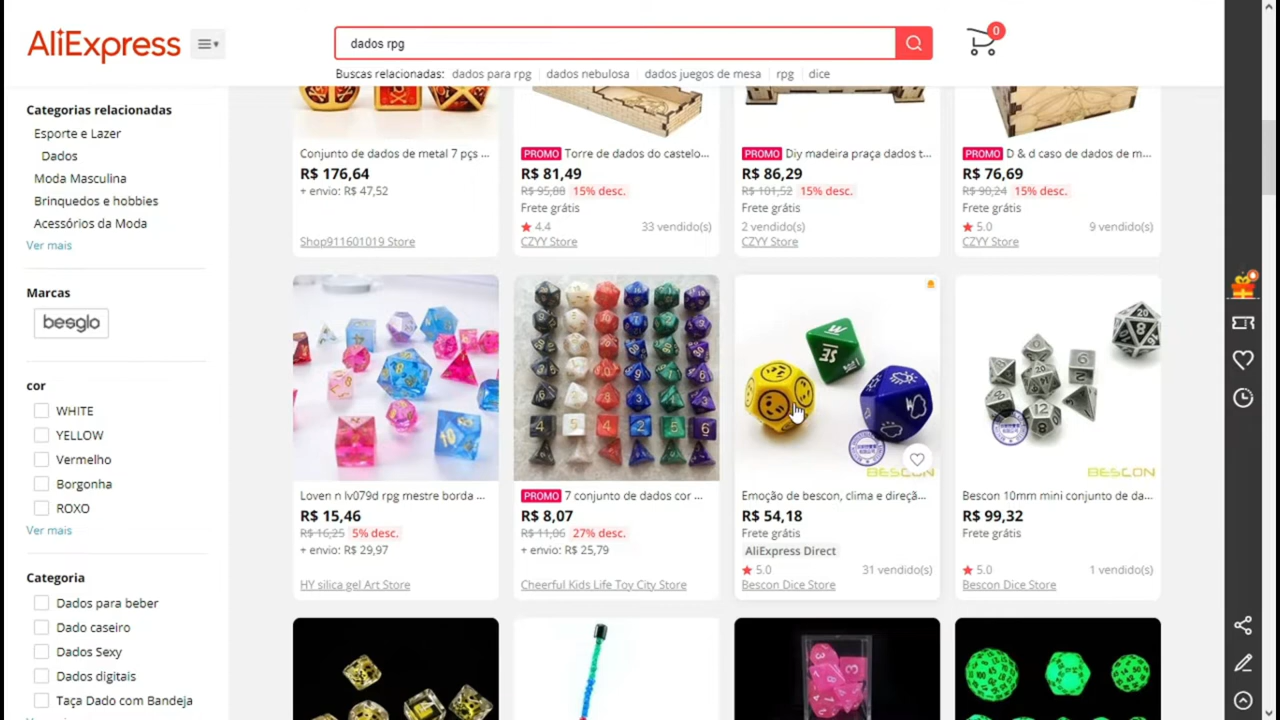 AliExpress
dados rpg
0
Buscas relacionadas: dados para rpg dados nebulosa dados juegos de mesa rpg dice
Categorias relacionadas
Esporte e Lazer
Dados
Moda Masculina
Brinquedos e hobbies
Acessórios da Moda
Ver mais
Marcas
besglo
cor
WHITE
YELLOW
Vermelho
Borgonha
ROXO
Ver mais
Categoria
Dados para beber
Dado caseiro
Dados Sexy
Dados digitais
Taça Dado com Bandeja
Conjunto de dados de metal 7 pçs ...
R$ 176,64
+ envio: R$ 47,52
Shop911601019 Store
PROMO Torre de dados do castelo...
R$ 81,49
R$ 95,88 15% desc.
Frete grátis
4.4 33 vendido(s)
CZYY Store
PROMO Diy madeira praça dados t...
R$ 86,29
R$ 101,52 15% desc.
Frete grátis
2 vendido(s)
CZYY Store
PROMO D & d caso de dados de m...
R$ 76,69
R$ 90,24 15% desc.
Frete grátis
5.0 9 vendido(s)
CZYY Store
Loven n lv079d rpg mestre borda ...
R$ 15,46
R$ 16,25 5% desc.
+ envio: R$ 29,97
HY silica gel Art Store
PROMO 7 conjunto de dados cor ...
R$ 8,07
R$ 11,06 27% desc.
+ envio: R$ 25,79
Cheerful Kids Life Toy City Store
SE
BESCON
Emoção de bescon, clima e direçã...
R$ 54,18
Frete grátis
AliExpress Direct
5.0 31 vendido(s)
Bescon Dice Store
20
12
6
BESCON
Bescon 10mm mini conjunto de da...
R$ 99,32
Frete grátis
5.0 1 vendido(s)
Bescon Dice Store